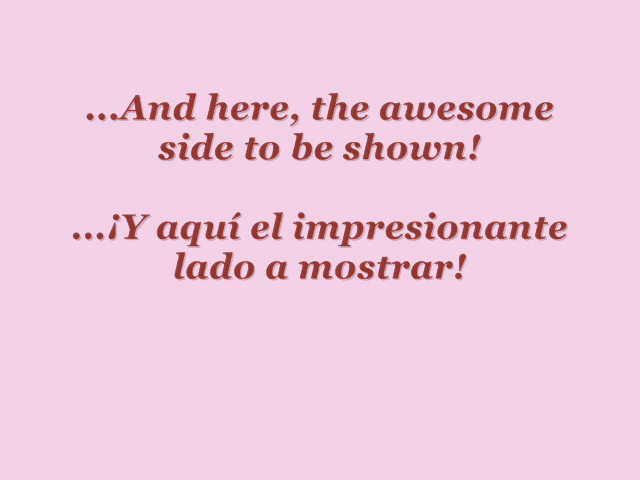 ...And here, the awesome
side to be shown!
...¡Y aquí el impresionante
lado a mostrar!